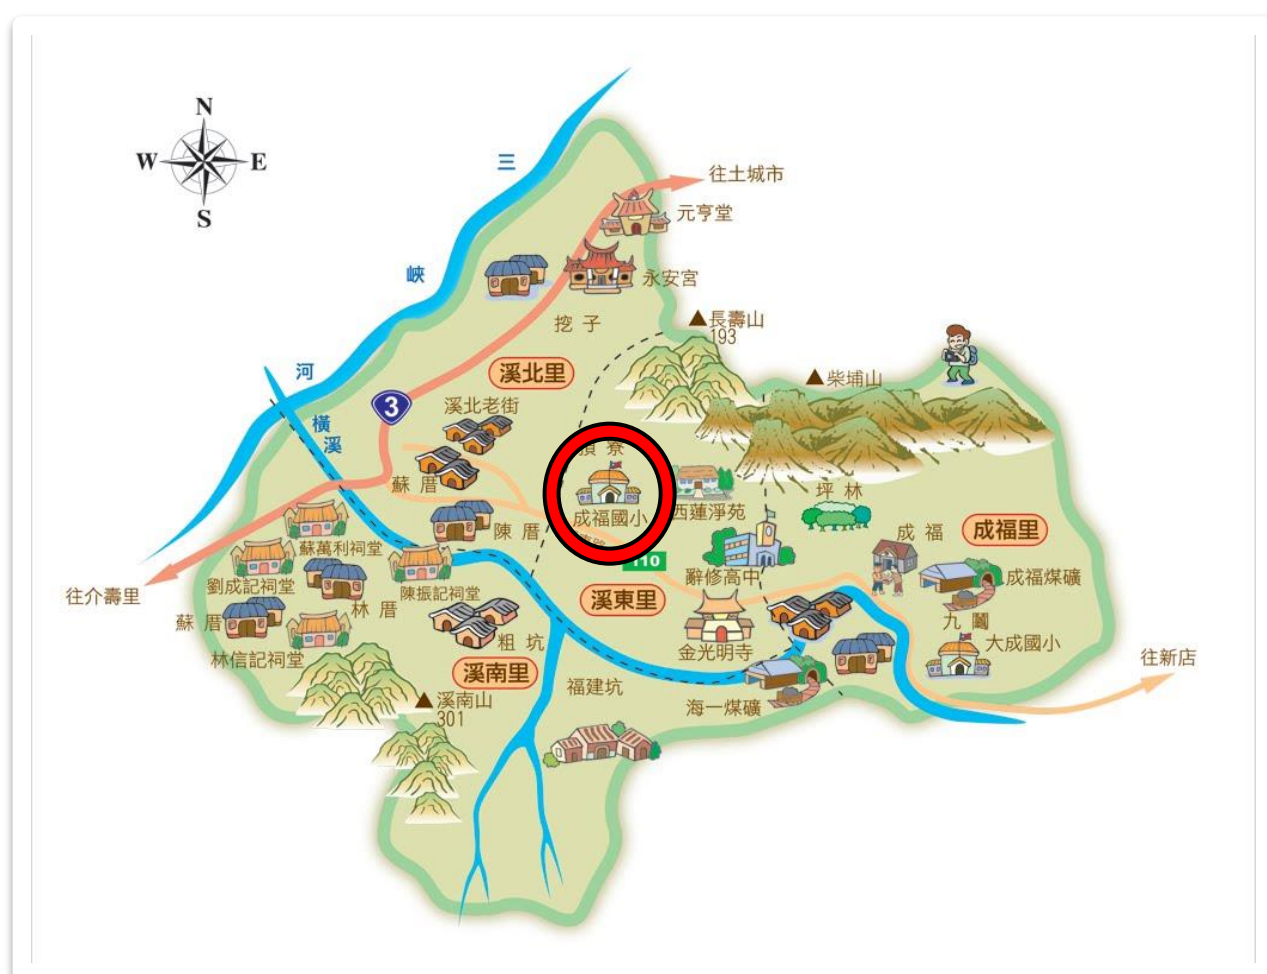 N
W E
S
三
峽
河
往土城市
元亨堂
永安宮
挖子
長壽山
193
柴埔山
溪北里
3
溪北老街
橫
溪
蘇厝
寮
成福國小
西蓮淨苑
坪林
成福
成福里
陳厝
蘇萬利祠堂
劉成記祠堂
陳振記祠堂
110
辭修高中
成福煤礦
往介壽里
林厝
蘇厝
溪東里
九鬮
林信記祠堂
粗坑
金光明寺
大成國小
往新店
溪南里
福建坑
溪南山
301
海一煤礦